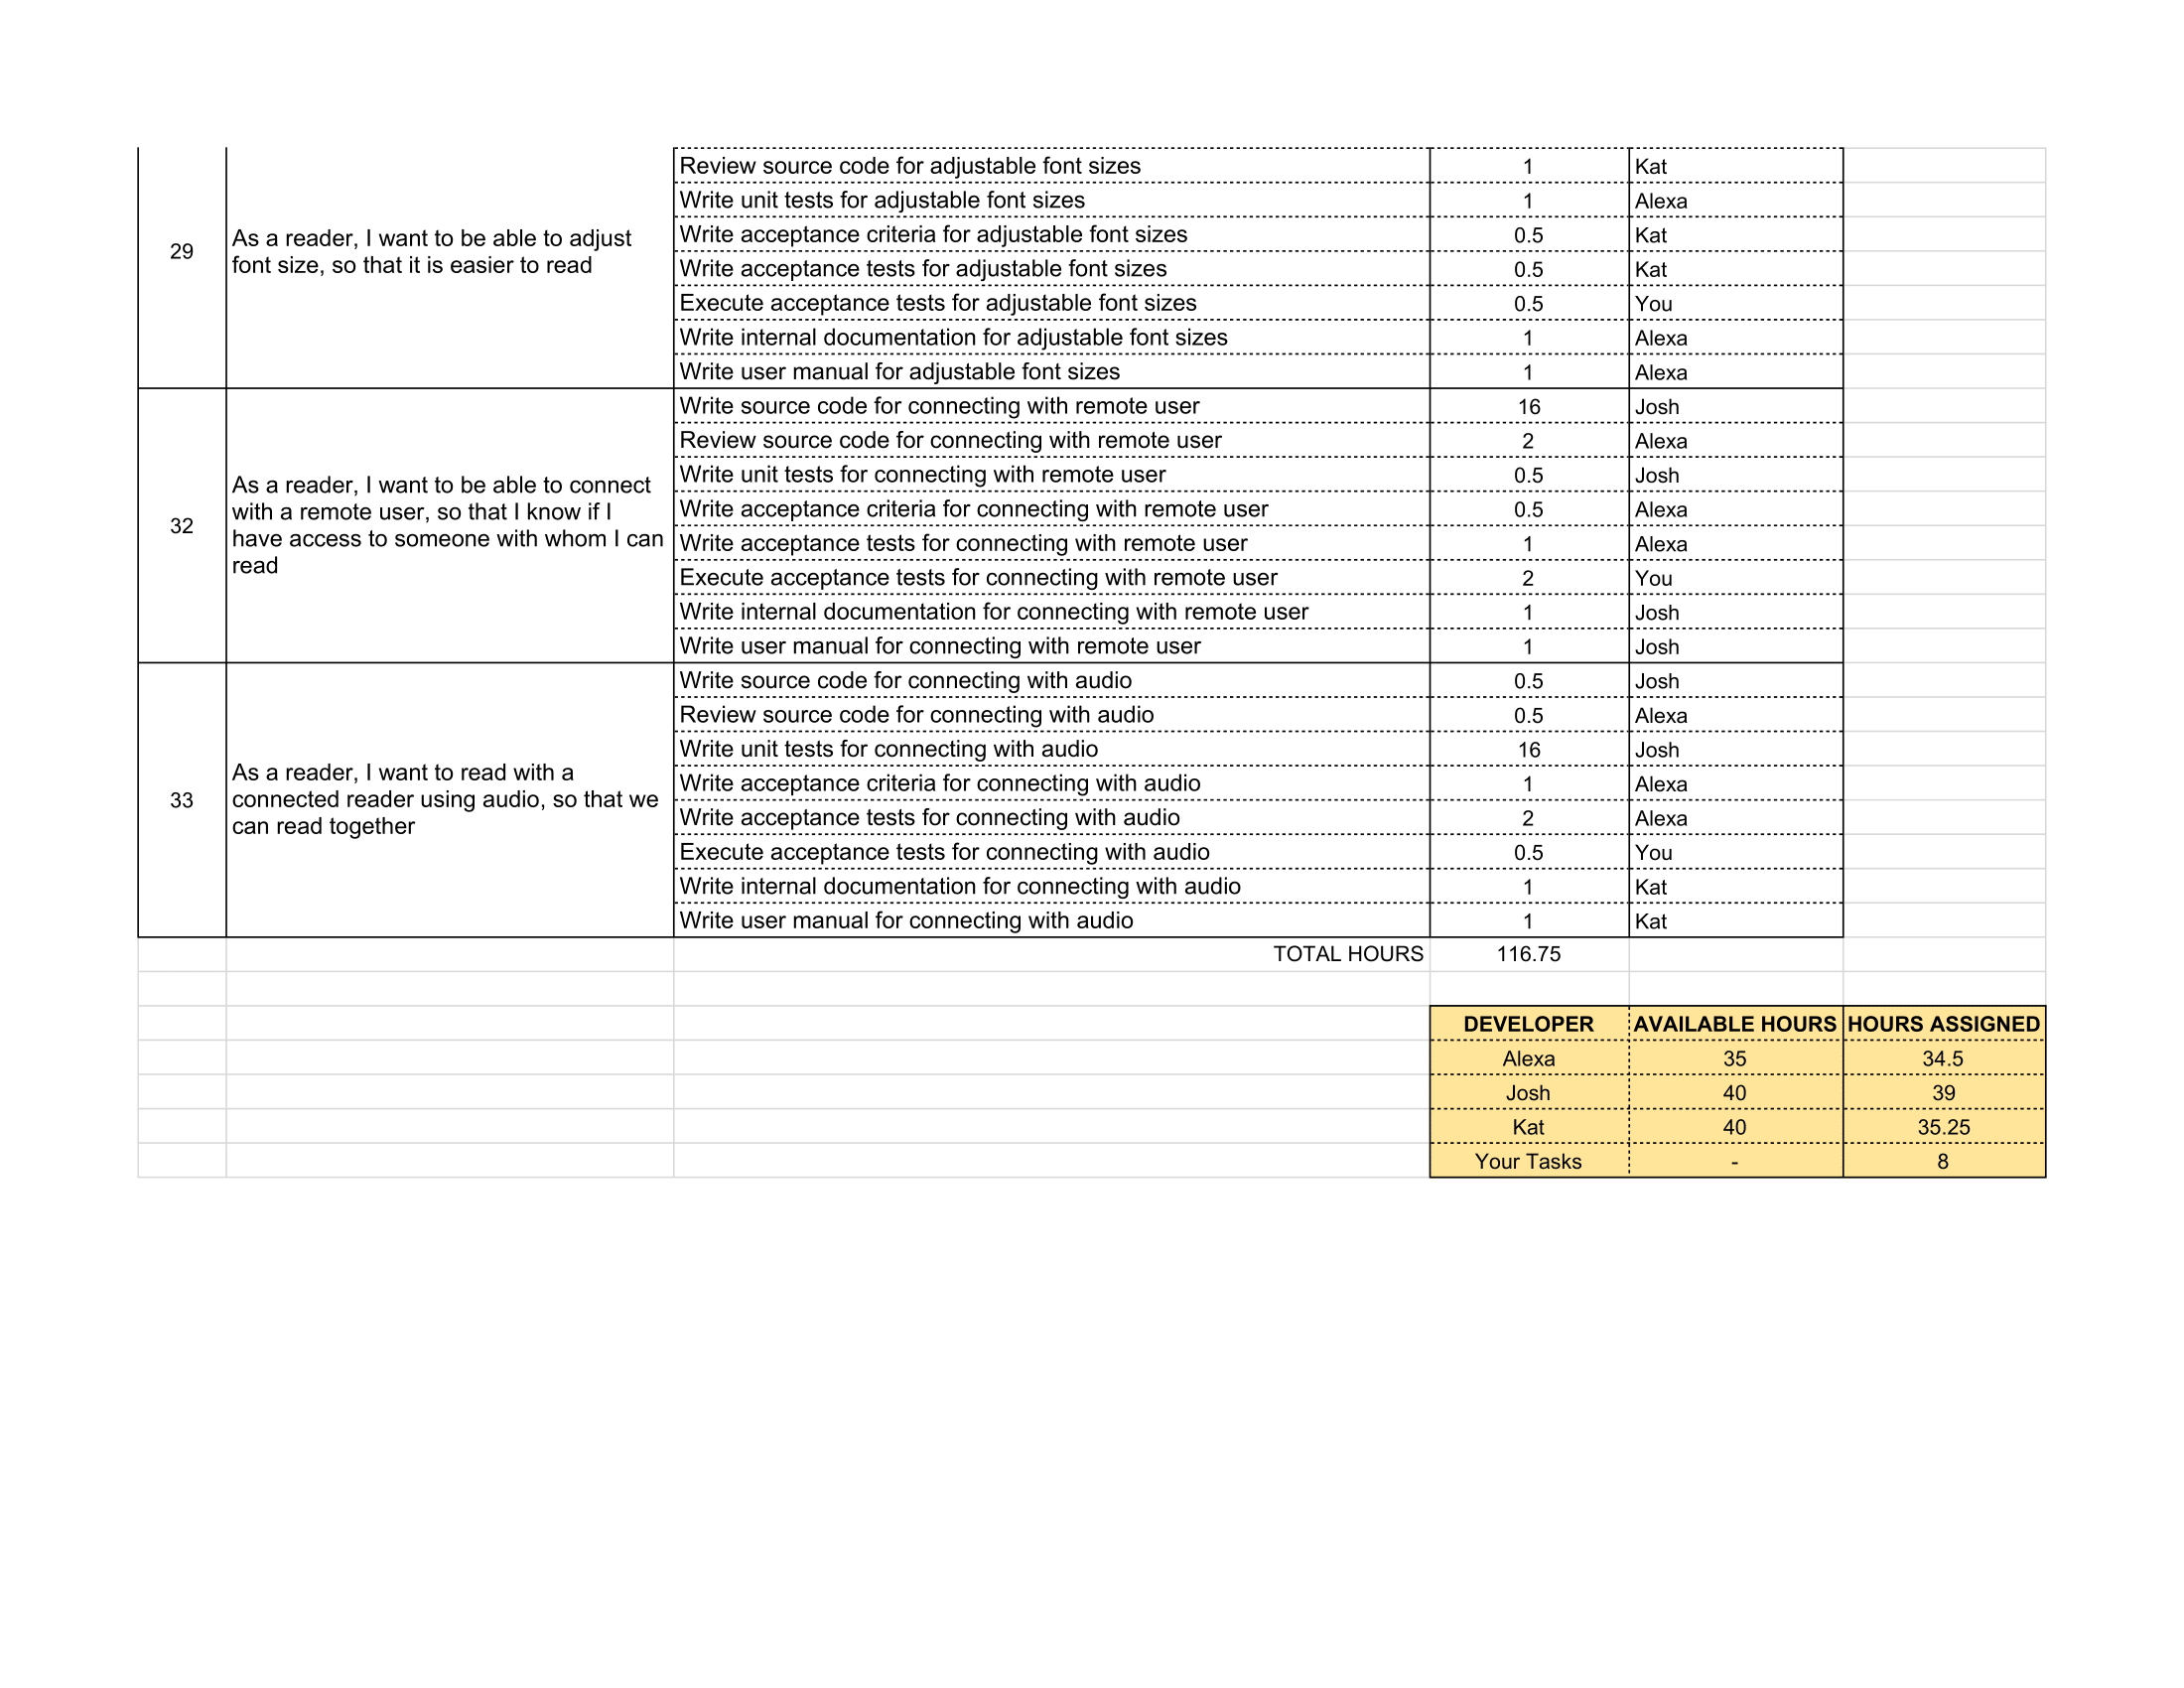 Review source code for adjustable font sizes 1 Kat
Write unit tests for adjustable font sizes 1 Alexa
Write acceptance criteria for adjustable font sizes 0.5 Kat
29
As a reader, I want to be able to adjust
font size, so that it is easier to read
Write acceptance tests for adjustable font sizes 0.5 Kat
Execute acceptance tests for adjustable font sizes 0.5 You
Write internal documentation for adjustable font sizes 1 Alexa
Write user manual for adjustable font sizes 1 Alexa
32
As a reader, I want to be able to connect
with a remote user, so that I know if I
have access to someone with whom I can
read
Write source code for connecting with remote user 16 Josh
Review source code for connecting with remote user 2 Alexa
Write unit tests for connecting with remote user 0.5 Josh
Write acceptance criteria for connecting with remote user 0.5 Alexa
Write acceptance tests for connecting with remote user 1 Alexa
Execute acceptance tests for connecting with remote user 2 You
Write internal documentation for connecting with remote user 1 Josh
Write user manual for connecting with remote user 1 Josh
33
As a reader, I want to read with a
connected reader using audio, so that we
can read together
Write source code for connecting with audio 0.5 Josh
Review source code for connecting with audio 0.5 Alexa
Write unit tests for connecting with audio 16 Josh
Write acceptance criteria for connecting with audio 1 Alexa
Write acceptance tests for connecting with audio 2 Alexa
Execute acceptance tests for connecting with audio 0.5 You
Write internal documentation for connecting with audio 1 Kat
Write user manual for connecting with audio 1 Kat
TOTAL HOURS 116.75
DEVELOPER AVAILABLE HOURS HOURS ASSIGNED
Alexa 35 34.5
Josh 40 39
Kat 40 35.25
Your Tasks - 8